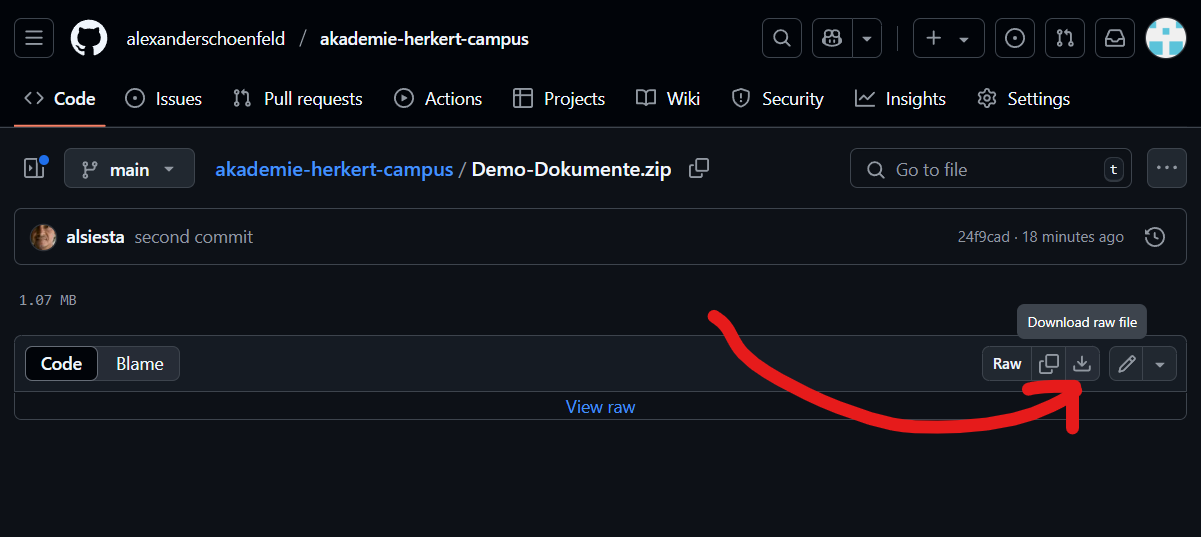 alexanderschoenfeld / akademie-herkert-campus
Code Issues Pull requests Actions Projects Wiki Security Insights Settings
main akademie-herkert-campus / Demo-Dokumente.zip Go to file t
alsiesta second commit 24f9cad · 18 minutes ago
1.07 MB
Download raw file
Code Blame Raw
View raw